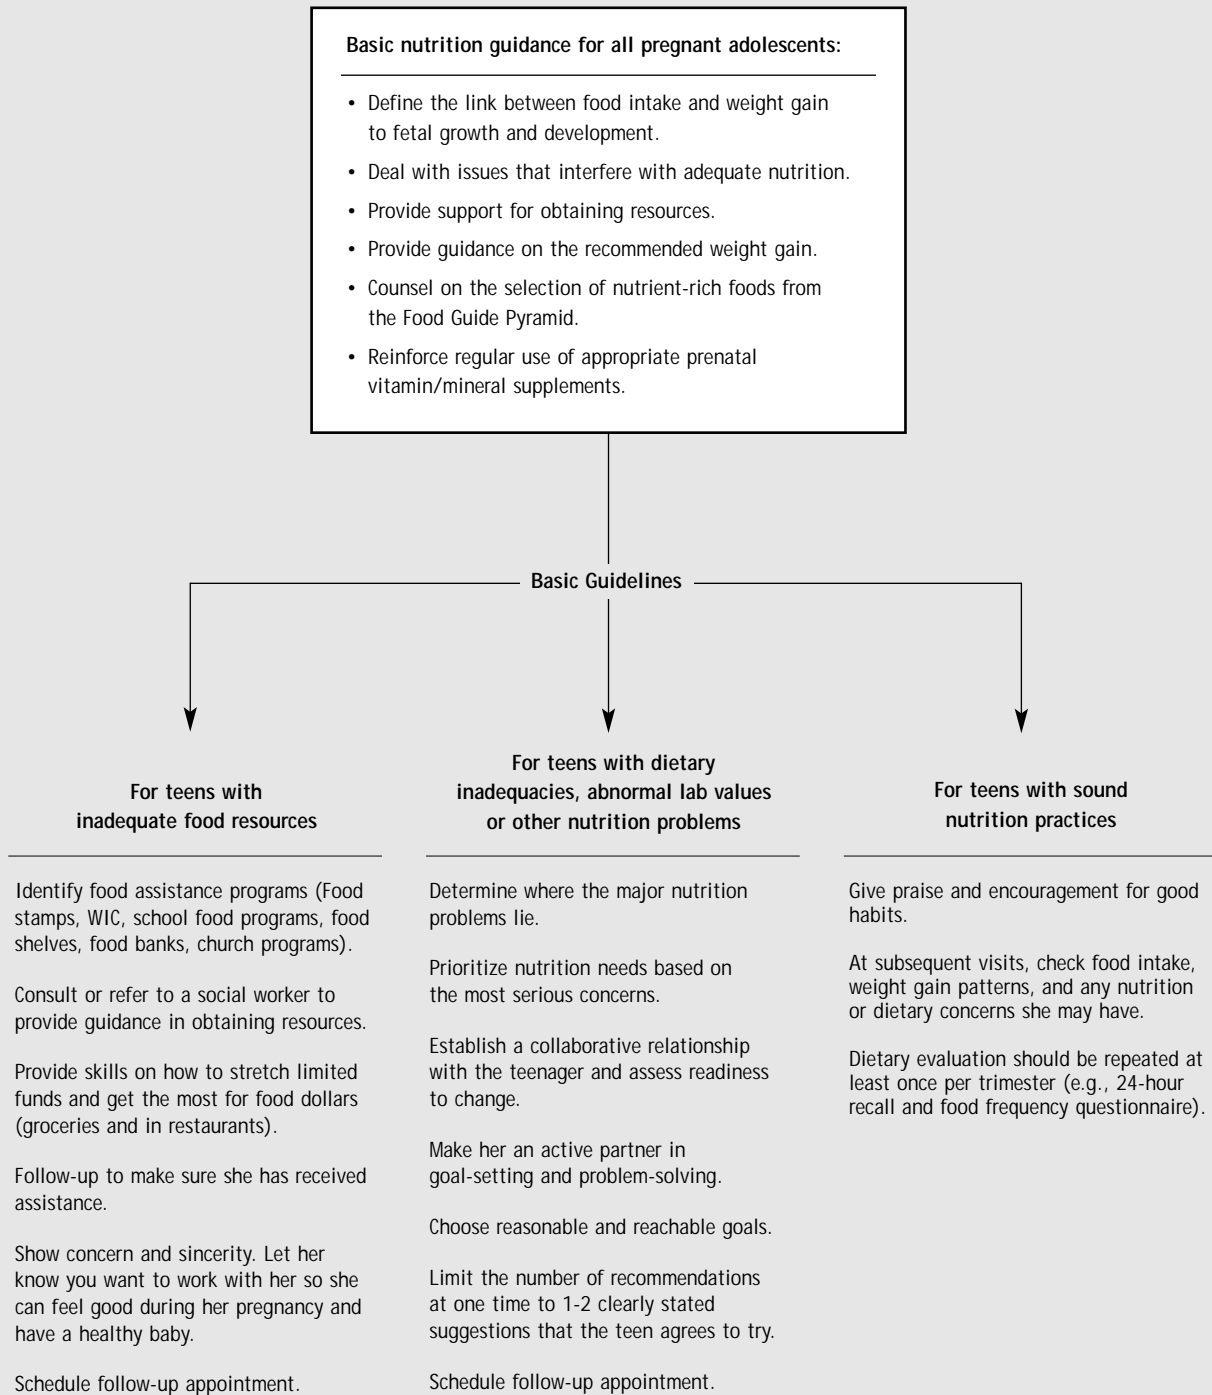 Basic nutrition guidance for all pregnant adolescents:
• Define the link between food intake and weight gain
to fetal growth and development.
• Deal with issues that interfere with adequate nutrition.
• Provide support for obtaining resources.
• Provide guidance on the recommended weight gain.
• Counsel on the selection of nutrient-rich foods from
the Food Guide Pyramid.
• Reinforce regular use of appropriate prenatal
vitamin/mineral supplements.
Basic Guidelines
For teens with
inadequate food resources
Identify food assistance programs (Food
stamps, WIC, school food programs, food
shelves, food banks, church programs).
Consult or refer to a social worker to
provide guidance in obtaining resources.
Provide skills on how to stretch limited
funds and get the most for food dollars
(groceries and in restaurants).
Follow-up to make sure she has received
assistance.
Show concern and sincerity. Let her
know you want to work with her so she
can feel good during her pregnancy and
have a healthy baby.
Schedule follow-up appointment.
For teens with dietary
inadequacies, abnormal lab values
or other nutrition problems
Determine where the major nutrition
problems lie.
Prioritize nutrition needs based on
the most serious concerns.
Establish a collaborative relationship
with the teenager and assess readiness
to change.
Make her an active partner in
goal-setting and problem-solving.
Choose reasonable and reachable goals.
Limit the number of recommendations
at one time to 1-2 clearly stated
suggestions that the teen agrees to try.
Schedule follow-up appointment.
For teens with sound
nutrition practices
Give praise and encouragement for good
habits.
At subsequent visits, check food intake,
weight gain patterns, and any nutrition
or dietary concerns she may have.
Dietary evaluation should be repeated at
least once per trimester (e.g., 24-hour
recall and food frequency questionnaire).